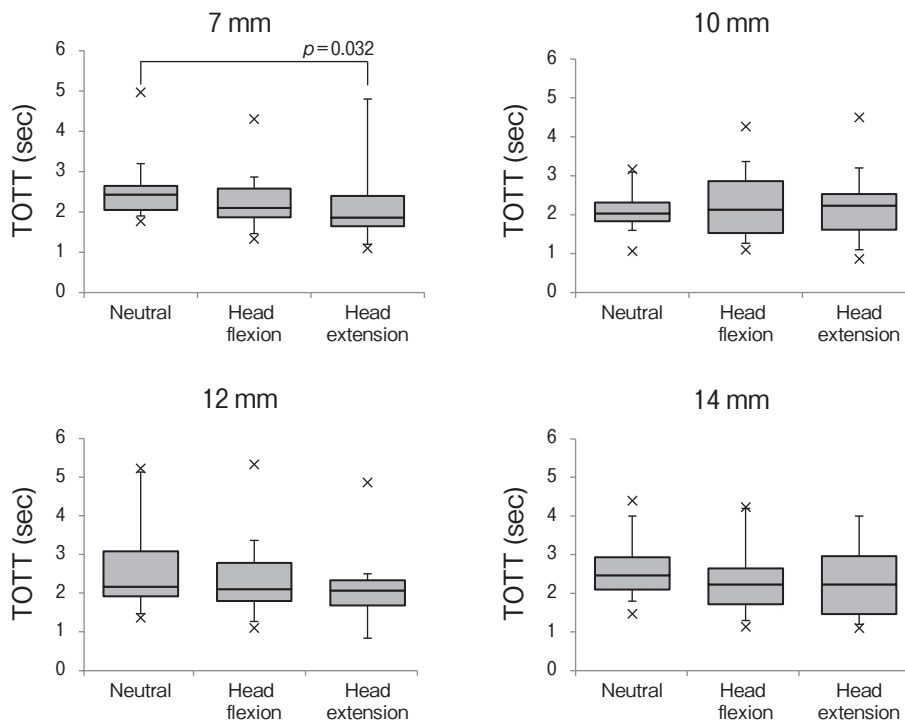 7 mm
p=0.032
TOTT (sec)
6
5
4
3
2
1
0
Neutral
Head
flexion
Head
extension
10 mm
TOTT (sec)
6
5
4
3
2
1
0
Neutral
Head
flexion
Head
extension
12 mm
TOTT (sec)
6
5
4
3
2
1
0
Neutral
Head
flexion
Head
extension
14 mm
TOTT (sec)
6
5
4
3
2
1
0
Neutral
Head
flexion
Head
extension